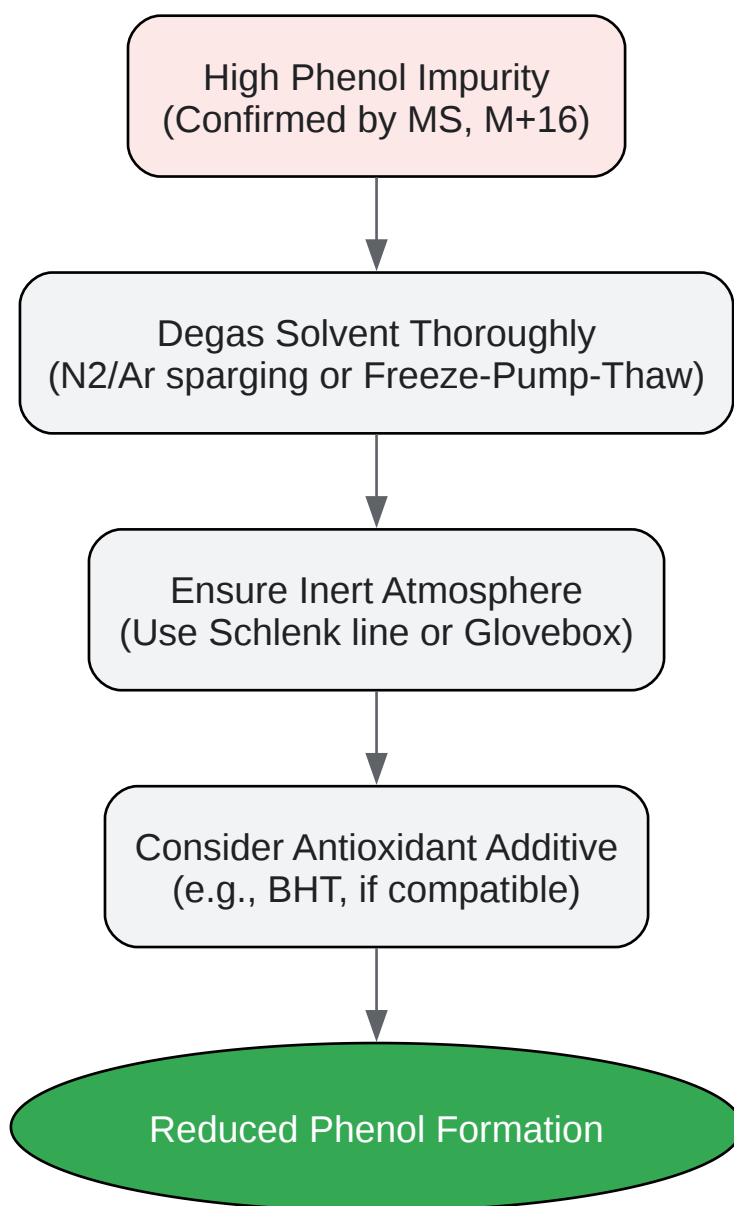 High Phenol Impurity
(Confirmed by MS, M+16)
Degas Solvent Thoroughly
(N2/Ar sparging or Freeze-Pump-Thaw)
Ensure Inert Atmosphere
(Use Schlenk line or Glovebox)
Consider Antioxidant Additive
(e.g., BHT, if compatible)
Reduced Phenol Formation